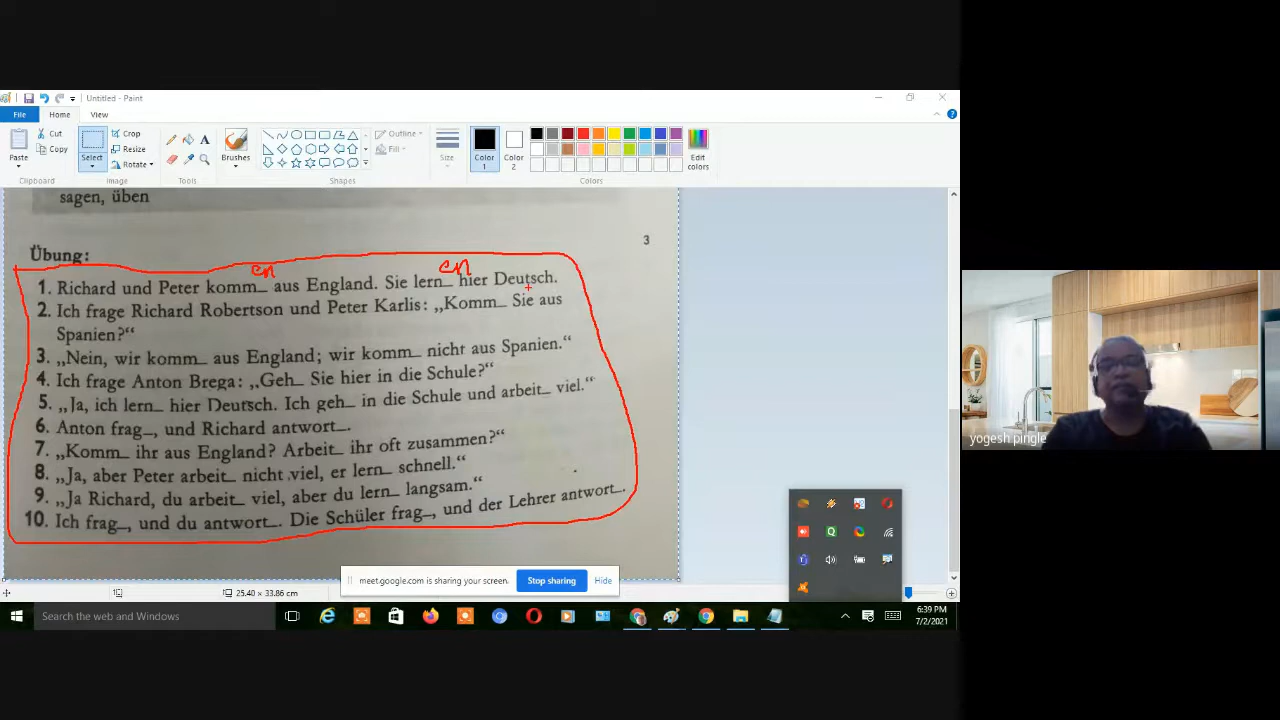 Untitled - Paint
File Home View
Paste
Cut
Copy
Clipboard
Select
Crop
Resize
Rotate
Image
Tools
Brushes
Shapes
Outline
Fill
Size
Color 1
Color 2
Edit colors
Colors
sagen, üben
3
Übung:
en en
1. Richard und Peter komm_ aus England. Sie lern_ hier Deutsch.
2. Ich frage Richard Robertson und Peter Karlis: „Komm_ Sie aus
Spanien?“
3. „Nein, wir komm_ aus England; wir komm_ nicht aus Spanien.“
4. Ich frage Anton Brega: „Geh_ Sie hier in die Schule?“
5. „Ja, ich lern_ hier Deutsch. Ich geh_ in die Schule und arbeit_ viel.“
6. Anton frag_, und Richard antwort_.
7. „Komm_ ihr aus England? Arbeit_ ihr oft zusammen?“
8. „Ja, aber Peter arbeit_ nicht viel, er lern_ schnell.“
9. „Ja Richard, du arbeit_ viel, aber du lern_ langsam.“
10. Ich frag_, und du antwort_. Die Schüler frag_, und der Lehrer antwort_.
yogesh pingle
meet.google.com is sharing your screen. Stop sharing Hide
25.40 × 33.86 cm
Search the web and Windows
6:39 PM
7/2/2021